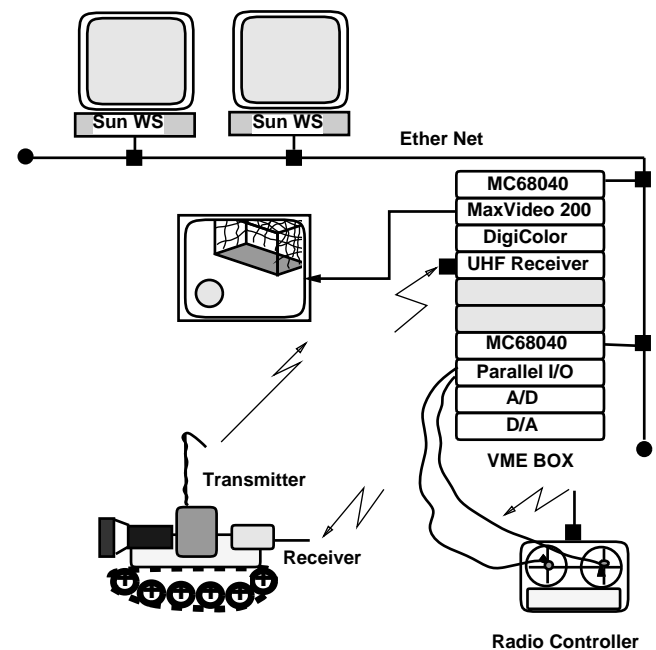 Sun WS
Sun WS
Ether Net
MC68040
MaxVideo 200
DigiColor
UHF Receiver
MC68040
Parallel I/O
A/D
D/A
VME BOX
Transmitter
Receiver
Radio Controller